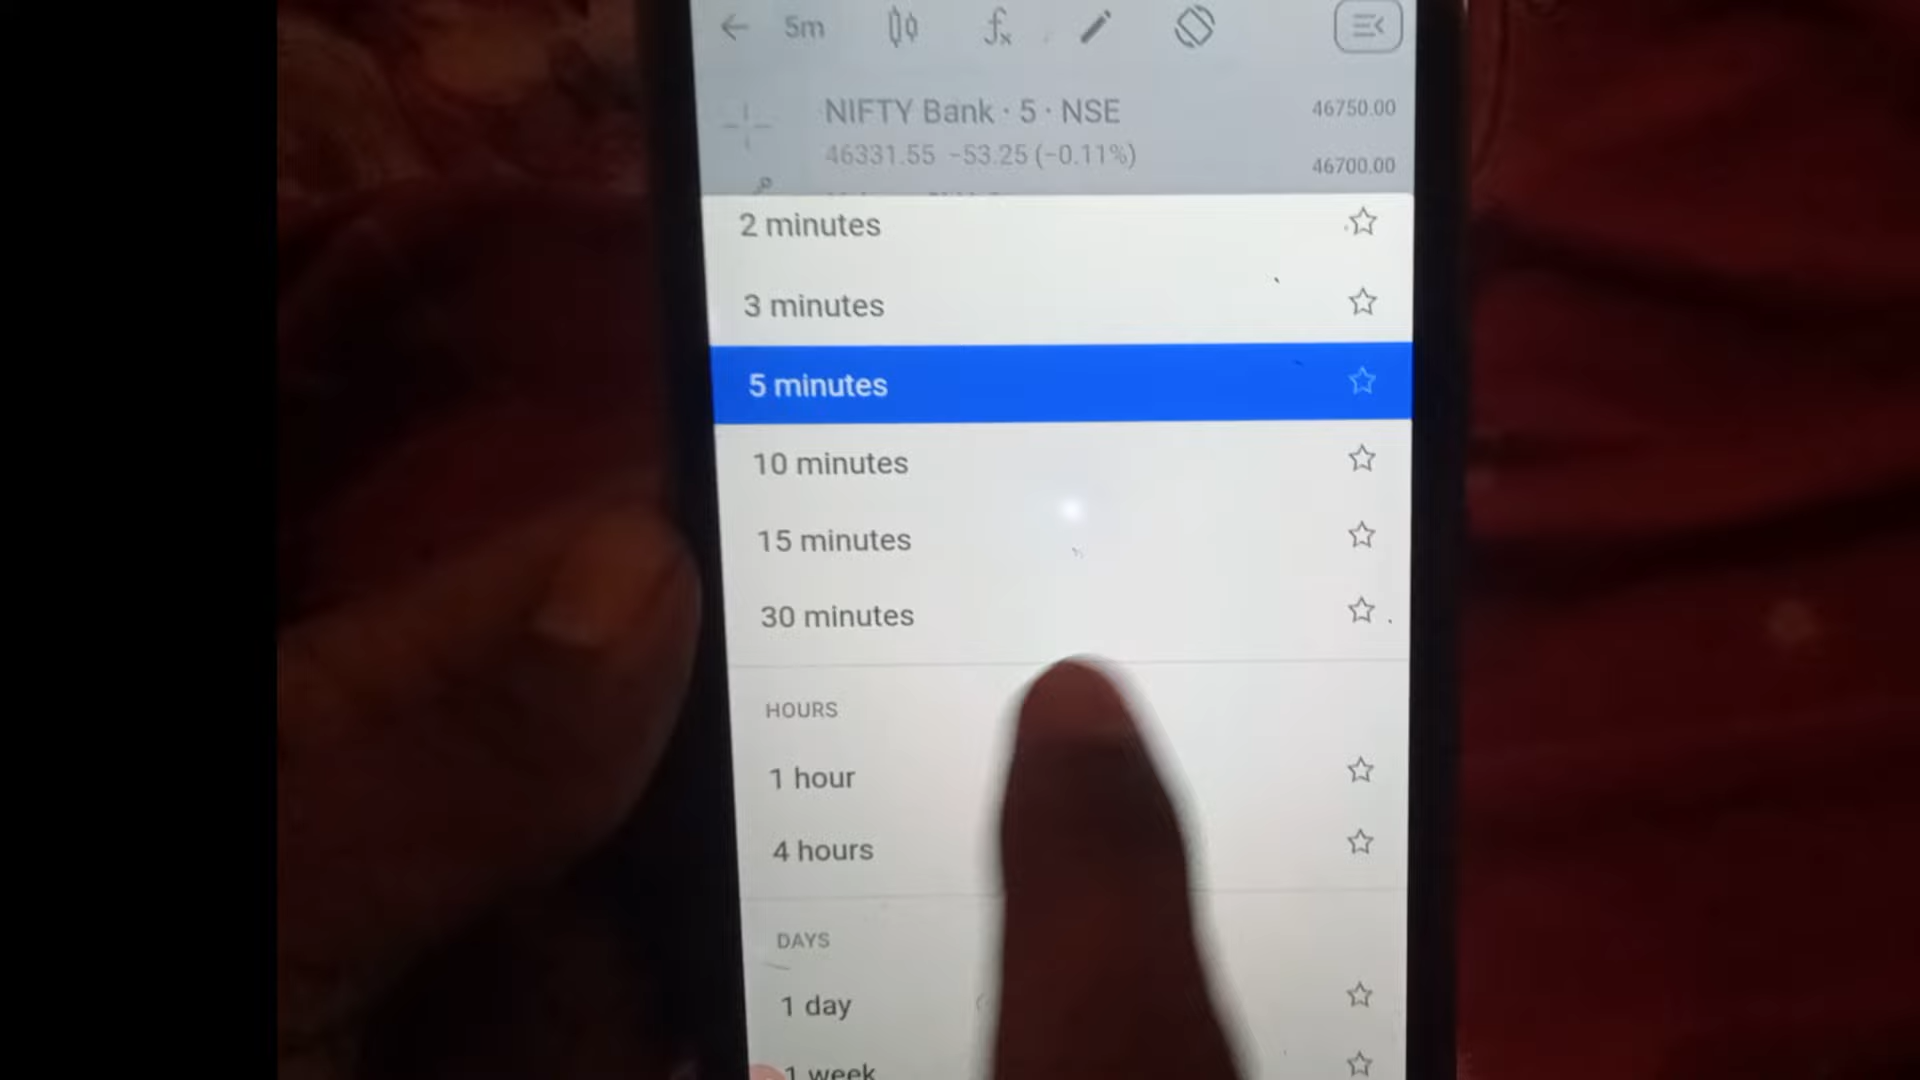 5m fx
NIFTY Bank · 5 · NSE
46750.00
46331.55 −53.25 (−0.11%)
46700.00
2 minutes
3 minutes
5 minutes
10 minutes
15 minutes
30 minutes
HOURS
1 hour
4 hours
DAYS
1 day
1 week